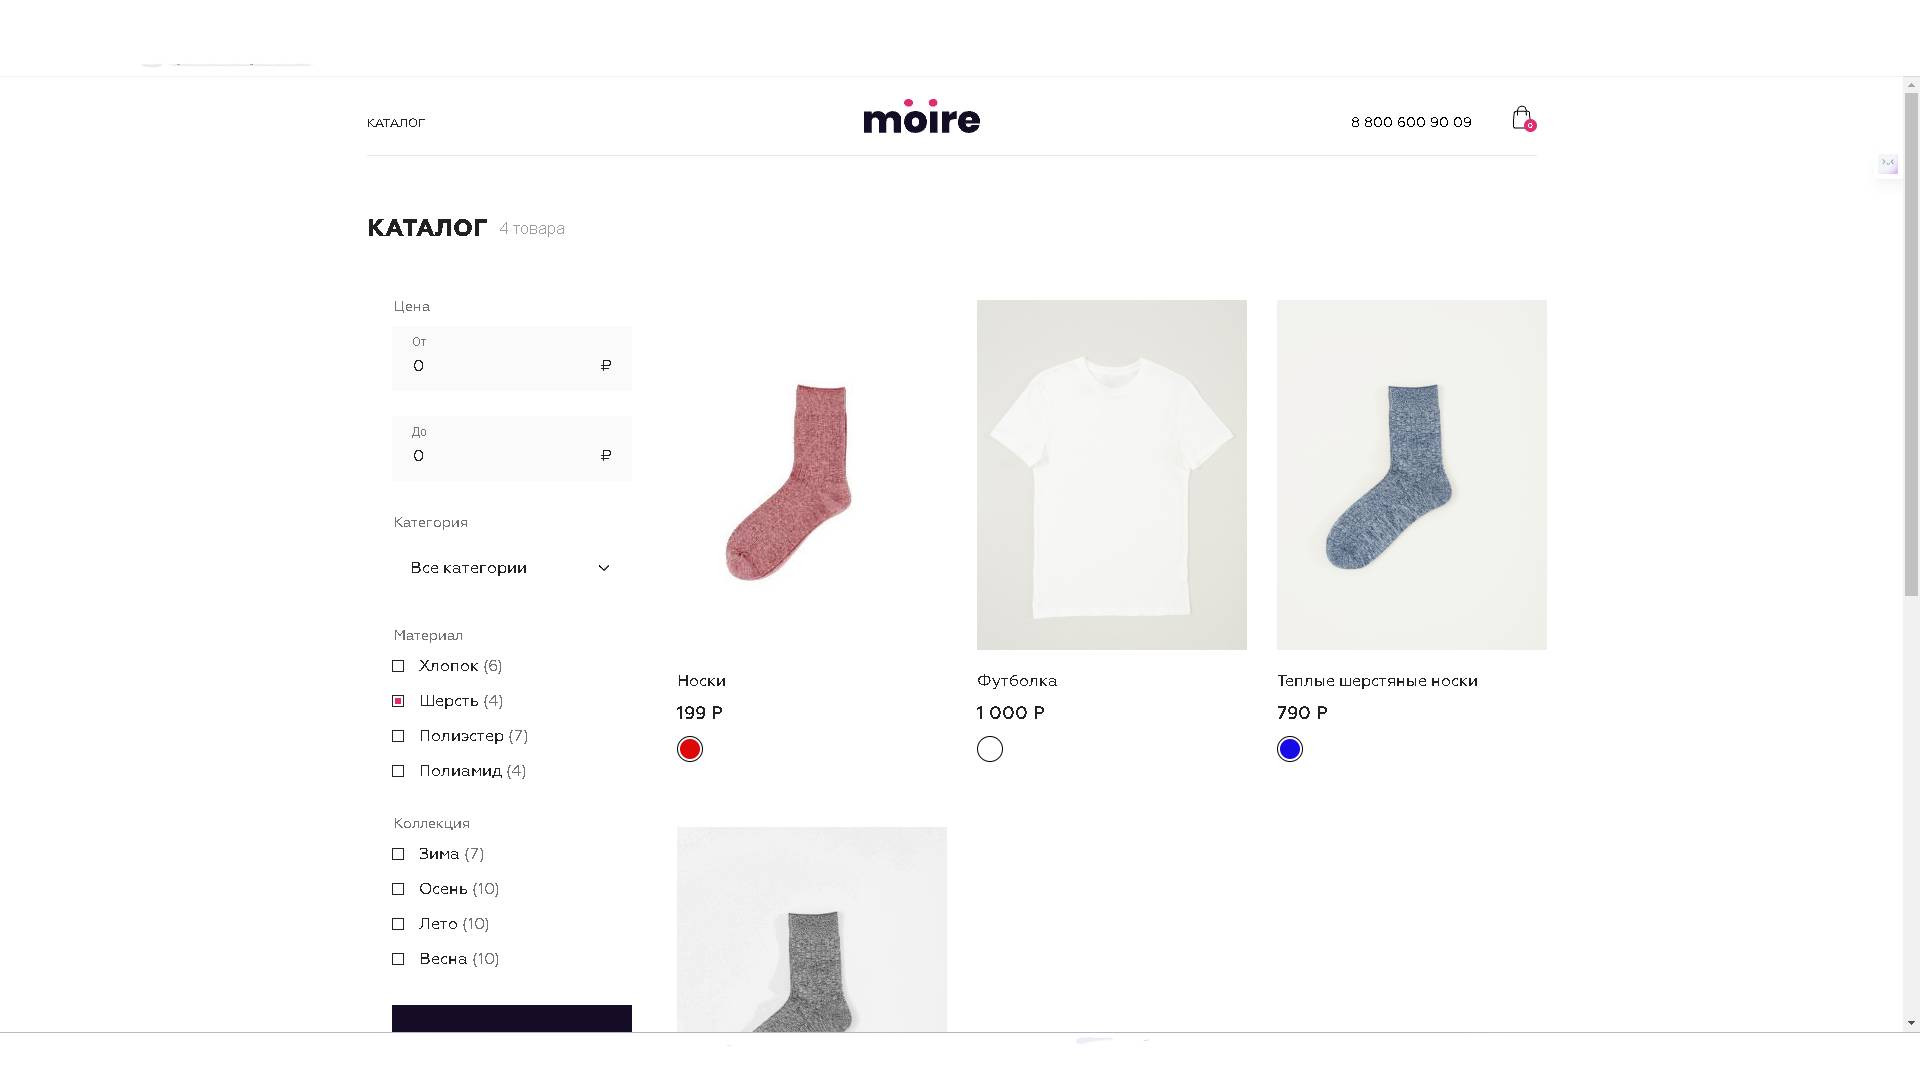 КАТАЛОГ
moire
8 800 600 90 09
0
КАТАЛОГ 4 товара
Цена
От
0 ₽
До
0 ₽
Категория
Все категории
Материал
Хлопок (6)
Шерсть (4)
Полиэстер (7)
Полиамид (4)
Коллекция
Зима (7)
Осень (10)
Лето (10)
Весна (10)
Носки
199 Р
Футболка
1 000 Р
Теплые шерстяные носки
790 Р